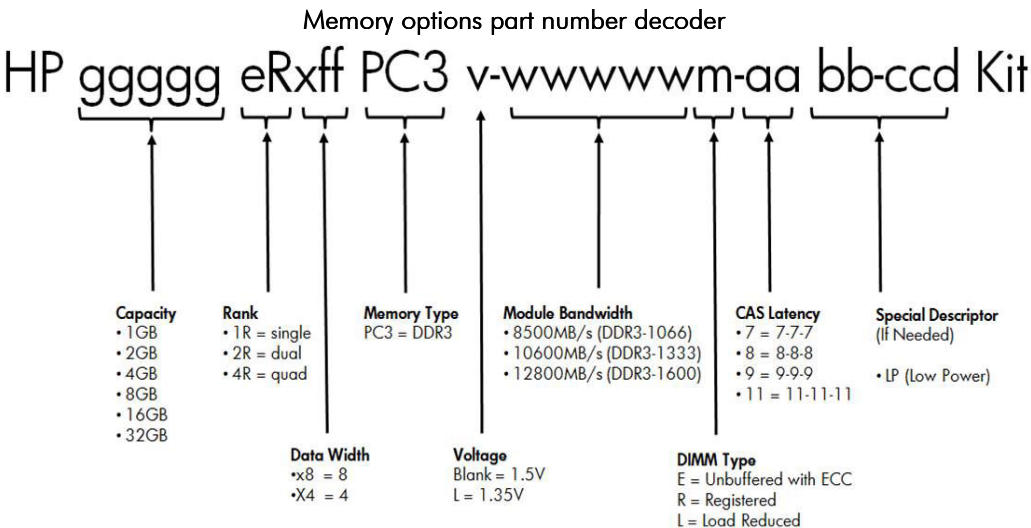 Memory options part number decoder
HP ggggg eRxff PC3 v-wwwwwm-aa bb-ccd Kit
Capacity
• 1GB
• 2GB
• 4GB
• 8GB
• 16GB
• 32GB
Rank
• 1R = single
• 2R = dual
• 4R = quad
Memory Type
PC3 = DDR3
Module Bandwidth
• 8500MB/s (DDR3-1066)
• 10600MB/s (DDR3-1333)
• 12800MB/s (DDR3-1600)
CAS Latency
• 7 = 7-7-7
• 8 = 8-8-8
• 9 = 9-9-9
• 11 = 11-11-11
Special Descriptor
(If Needed)
• LP (Low Power)
Data Width
•x8 = 8
•X4 = 4
Voltage
Blank = 1.5V
L = 1.35V
DIMM Type
E = Unbuffered with ECC
R = Registered
L = Load Reduced